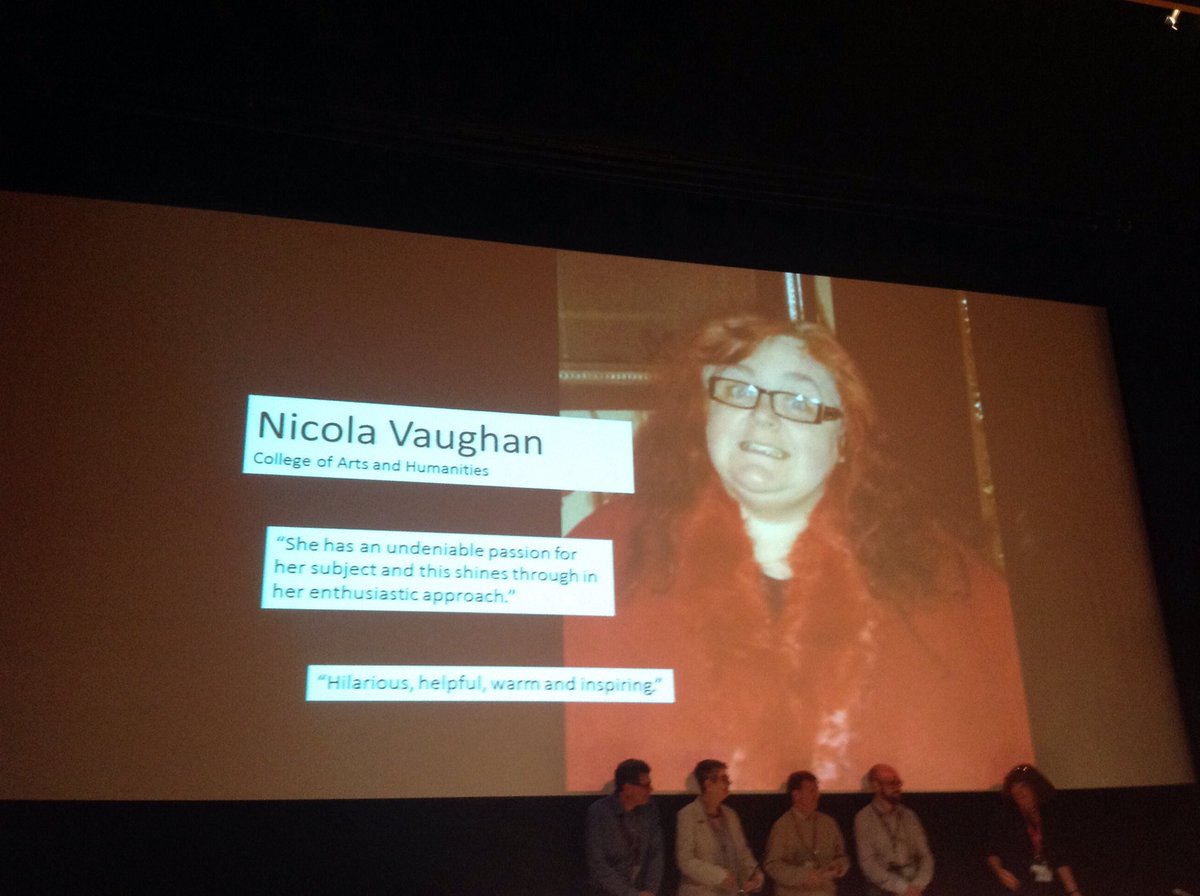 Nicola Vaughan
College of Arts and Humanities
“She has an undeniable passion for
her subject and this shines through in
her enthusiastic approach.”
“Hilarious, helpful, warm and inspiring.”